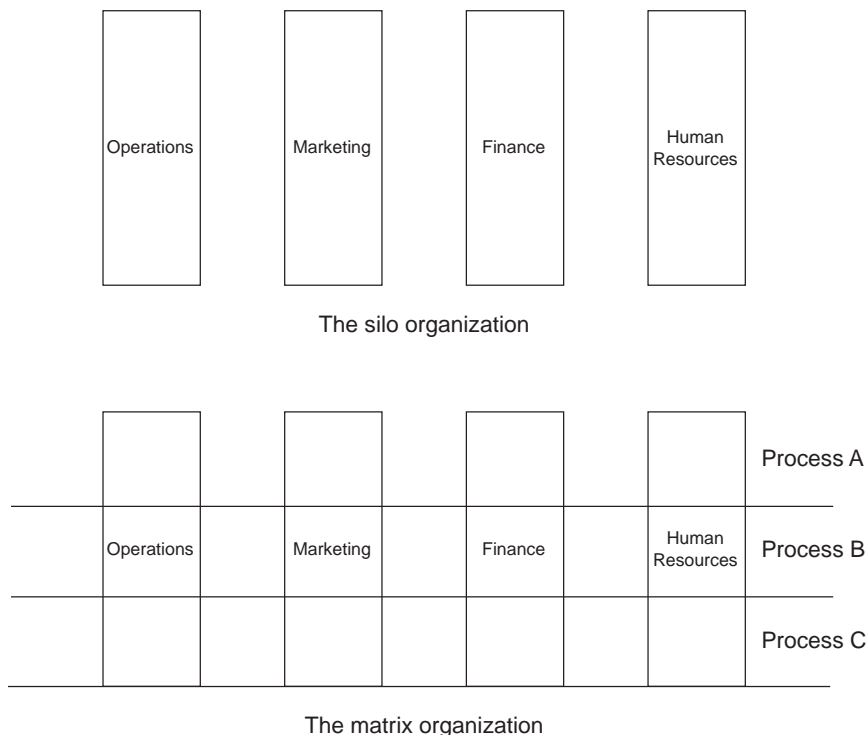 Operations
Marketing
Finance
Human
Resources
The silo organization
Process A
Operations
Marketing
Finance
Human
Resources
Process B
Process C
The matrix organization